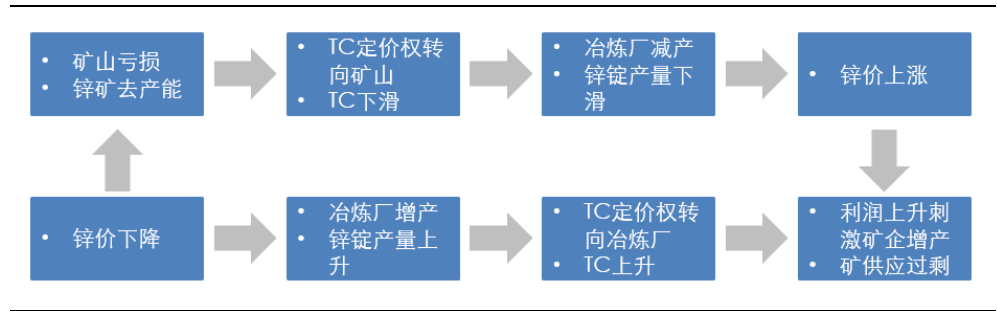 • 矿山亏损
• 锌矿去产能
• TC定价权转
向矿山
• TC下滑
• 冶炼厂减产
• 锌锭产量下
滑
• 锌价上涨
• 锌价下降
• 冶炼厂增产
• 锌锭产量上
升
• TC定价权转
向冶炼厂
• TC上升
• 利润上升刺
激矿企增产
• 矿供应过剩